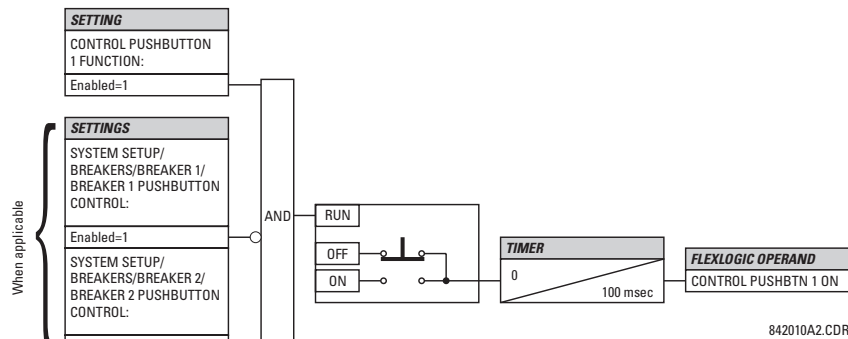 SETTING
CONTROL PUSHBUTTON
1 FUNCTION:
Enabled=1
When applicable
SETTINGS
SYSTEM SETUP/
BREAKERS/BREAKER 1/
BREAKER 1 PUSHBUTTON
CONTROL:
Enabled=1
SYSTEM SETUP/
BREAKERS/BREAKER 2/
BREAKER 2 PUSHBUTTON
CONTROL:
AND
RUN
OFF
ON
TIMER
0
100 msec
FLEXLOGIC OPERAND
CONTROL PUSHBTN 1 ON
842010A2.CDR